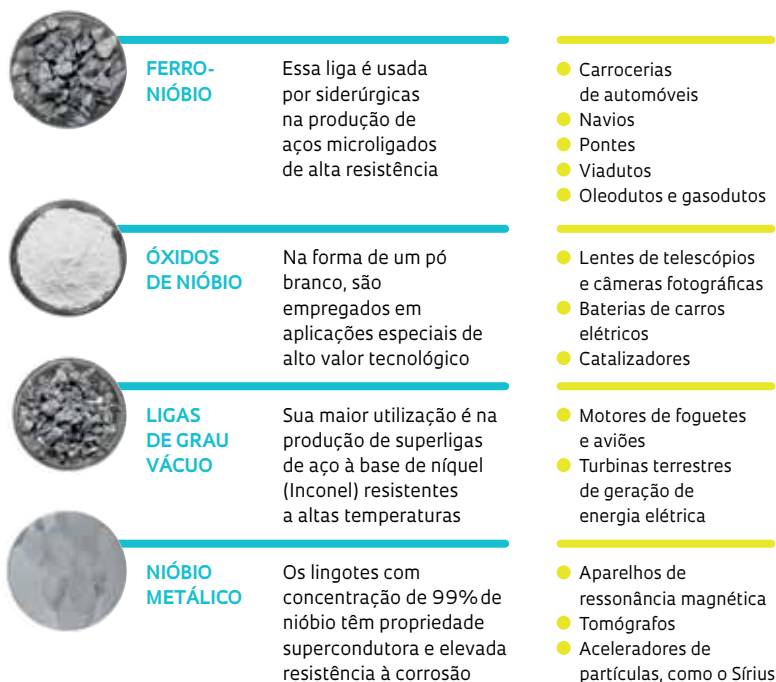 FERRO-
NIÓBIO
Essa liga é usada
por siderúrgicas
na produção de
aços microligados
de alta resistência
Carrocerias
de automóveis
Navios
Pontes
Viadutos
Oleodutos e gasodutos
ÓXIDOS
DE NIÓBIO
Na forma de um pó
branco, são
empregados em
aplicações especiais de
alto valor tecnológico
Lentes de telescópios
e câmeras fotográficas
Baterias de carros
elétricos
Catalizadores
LIGAS
DE GRAU
VÁCUO
Sua maior utilização é na
produção de superligas
de aço à base de níquel
(Inconel) resistentes
a altas temperaturas
Motores de foguetes
e aviões
Turbinas terrestres
de geração de
energia elétrica
NIÓBIO
METÁLICO
Os lingotes com
concentração de 99% de
nióbio têm propriedade
supercondutora e elevada
resistência à corrosão
Aparelhos de
ressonância magnética
Tomógrafos
Aceleradores de
partículas, como o Sírius